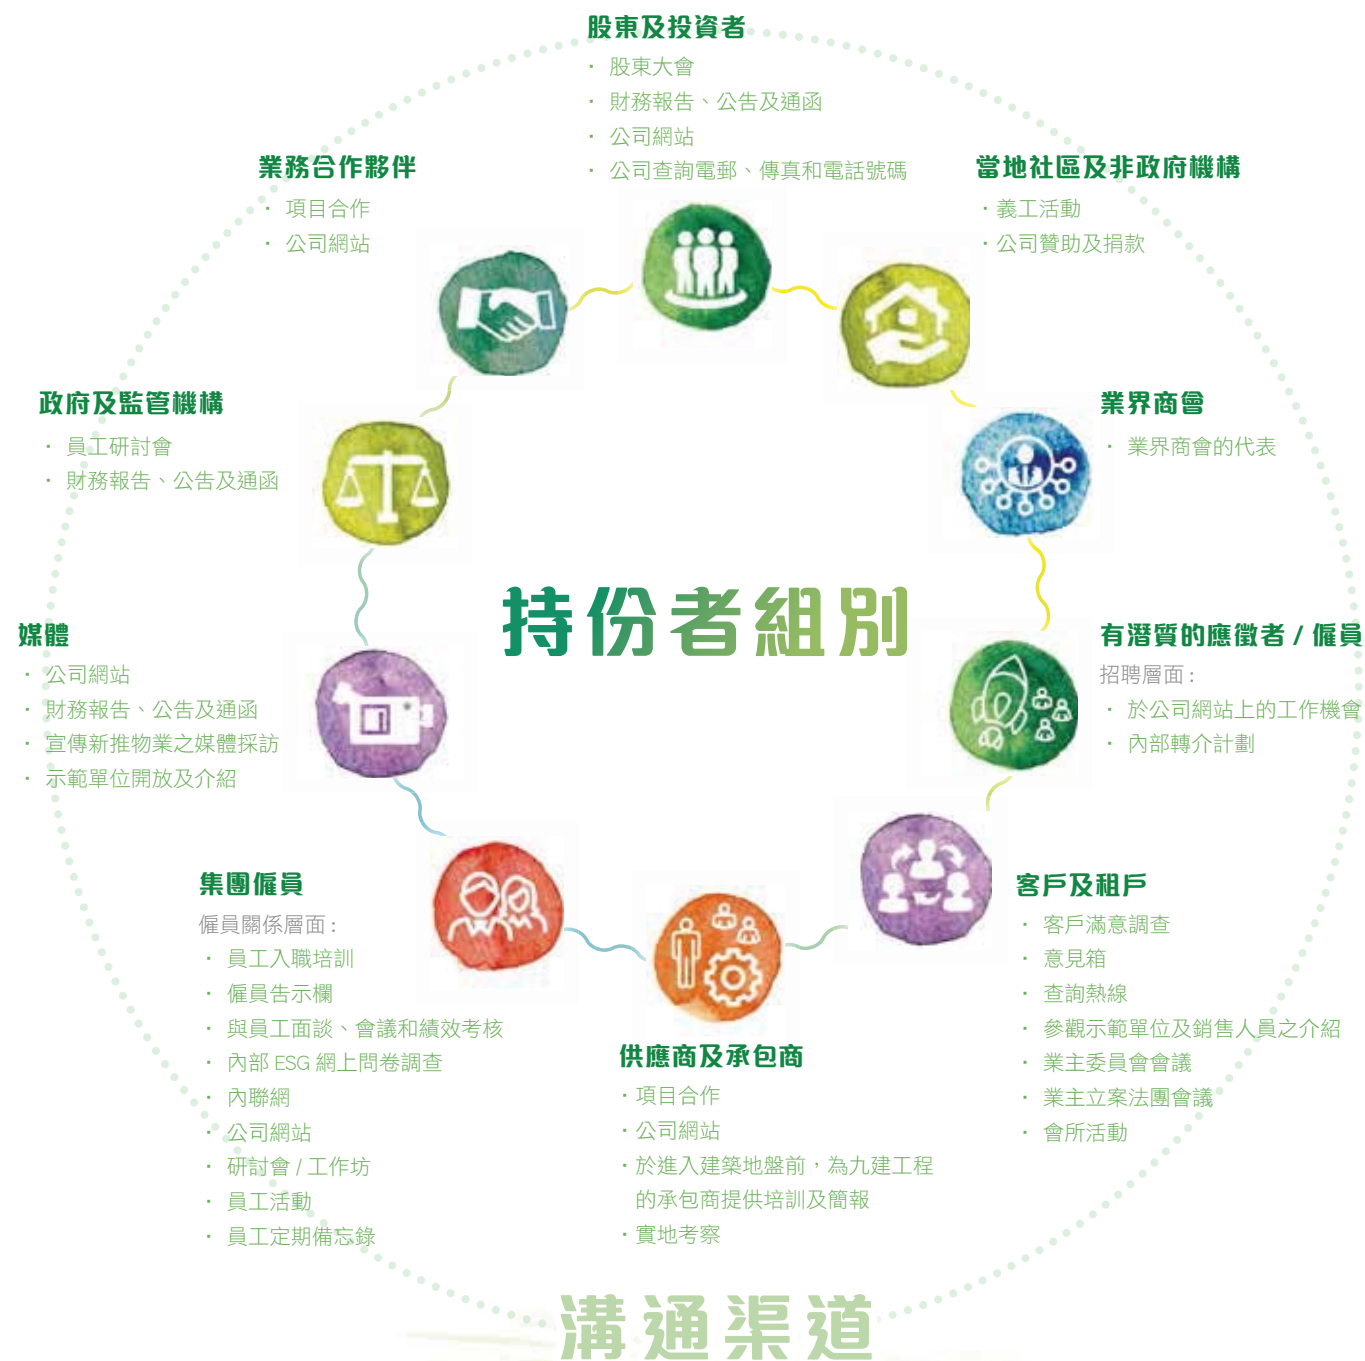 股東及投資者
· 股東大會
· 財務報告、公告及通函
· 公司網站
· 公司查詢電郵、傳真和電話號碼
業務合作夥伴
· 項目合作
· 公司網站
當地社區及非政府機構
· 義工活動
· 公司贊助及捐款
政府及監管機構
· 員工研討會
· 財務報告、公告及通函
業界商會
· 業界商會的代表
持份者組別
媒體
· 公司網站
· 財務報告、公告及通函
· 宣傳新推物業之媒體採訪
· 示範單位開放及介紹
有潛質的應徵者 / 僱員
招聘層面 :
· 於公司網站上的工作機會
· 內部轉介計劃
集團僱員
僱員關係層面 :
· 員工入職培訓
· 僱員告示欄
· 與員工面談、會議和績效考核
· 內部 ESG 網上問卷調查
· 內聯網
· 公司網站
· 研討會 / 工作坊
· 員工活動
· 員工定期備忘錄
供應商及承包商
· 項目合作
· 公司網站
· 於進入建築地盤前，為九建工程
的承包商提供培訓及簡報
· 實地考察
客戶及租戶
· 客戶滿意調查
· 意見箱
· 查詢熱線
· 參觀示範單位及銷售人員之介紹
· 業主委員會會議
· 業主立案法團會議
· 會所活動
溝通渠道